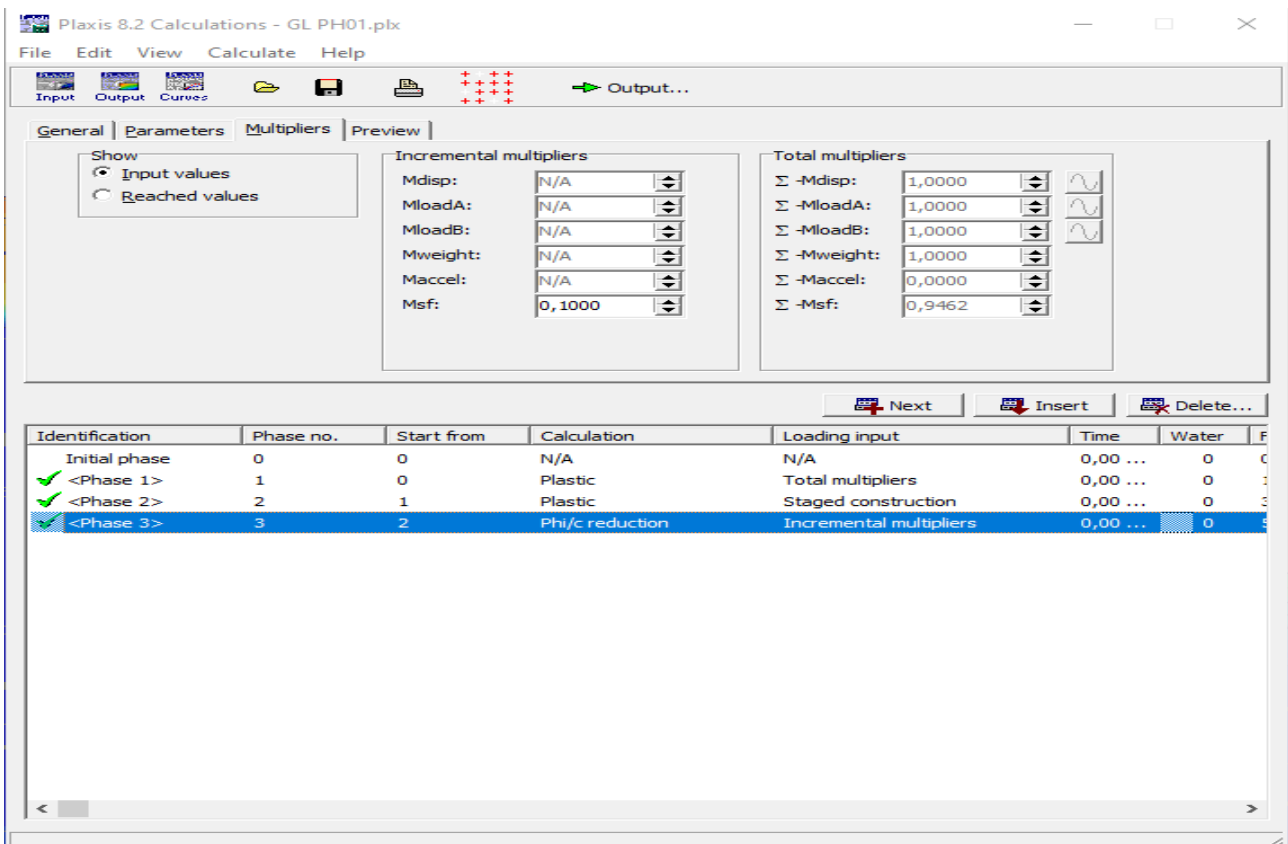 Plaxis 8.2 Calculations - GL PH01.plx
File Edit View Calculate Help
Input Output Curves Output...
General Parameters Multipliers Preview
Show
Input values
Reached values
Incremental multipliers
Mdisp: N/A
MloadA: N/A
MloadB: N/A
Mweight: N/A
Maccel: N/A
Msf: 0,1000
Total multipliers
Σ -Mdisp: 1,0000
Σ -MloadA: 1,0000
Σ -MloadB: 1,0000
Σ -Mweight: 1,0000
Σ -Maccel: 0,0000
Σ -Msf: 0,9462
Next Insert Delete...
Identification Phase no. Start from Calculation Loading input Time Water F
Initial phase 0 0 N/A N/A 0,00 ... 0
<Phase 1> 1 0 Plastic Total multipliers 0,00 ... 0
<Phase 2> 2 1 Plastic Staged construction 0,00 ... 0
<Phase 3> 3 2 Phi/c reduction Incremental multipliers 0,00 ... 0